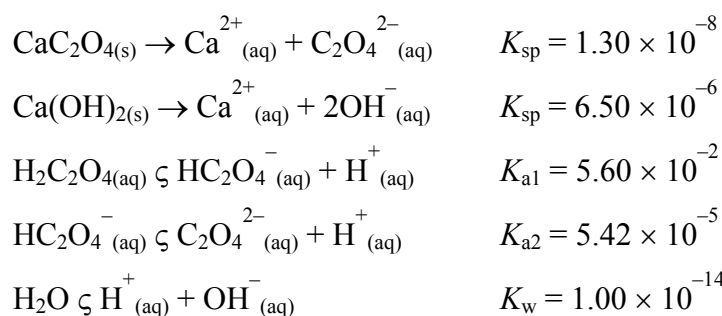 CaC₂O₄₍s₎ → Ca²⁺₍aq₎ + C₂O₄²⁻₍aq₎ Ksp = 1.30 × 10⁻⁸
Ca(OH)₂₍s₎ → Ca²⁺₍aq₎ + 2OH⁻₍aq₎ Ksp = 6.50 × 10⁻⁶
H₂C₂O₄₍aq₎ ς HC₂O₄⁻₍aq₎ + H⁺₍aq₎ Ka1 = 5.60 × 10⁻²
HC₂O₄⁻₍aq₎ ς C₂O₄²⁻₍aq₎ + H⁺₍aq₎ Ka2 = 5.42 × 10⁻⁵
H₂O ς H⁺₍aq₎ + OH⁻₍aq₎ Kw = 1.00 × 10⁻¹⁴